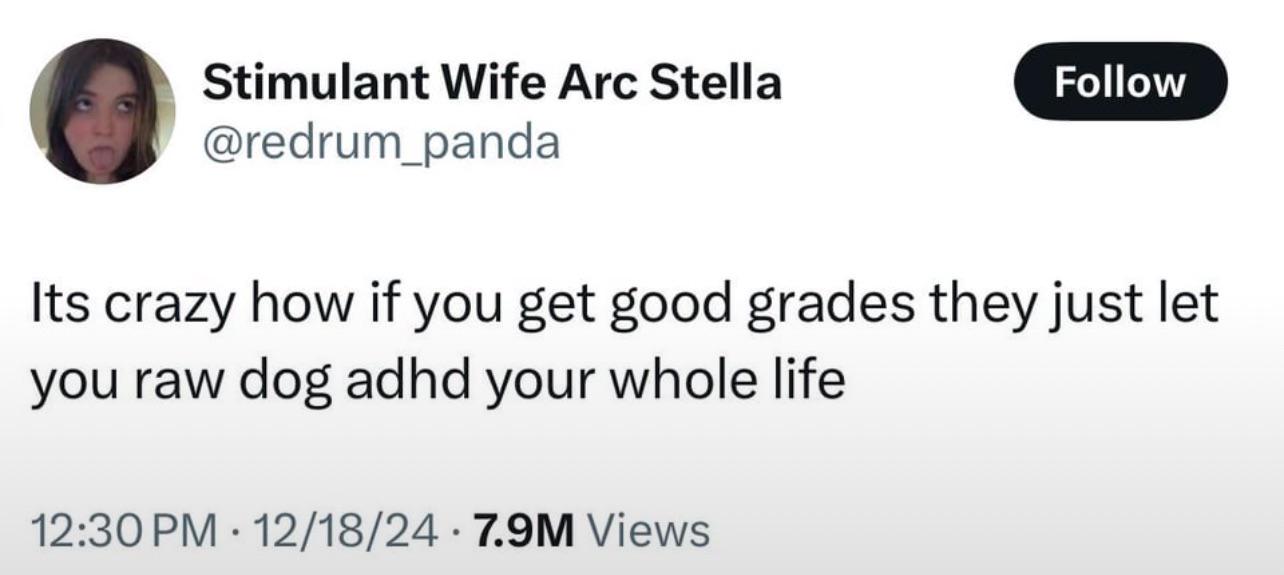 Stimulant Wife Arc Stella
Follow
@redrum_panda
Its crazy how if you get good grades they just let
you raw dog adhd your whole life
12:30 PM · 12/18/24 · 7.9M Views